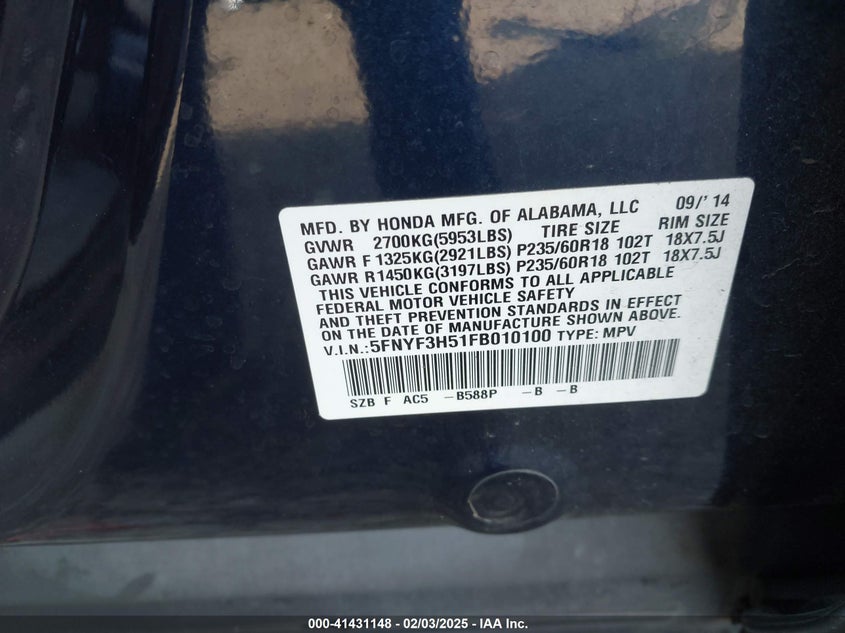 MFD. BY HONDA MFG. OF ALABAMA, LLC 09/' 14
GVWR 2700KG(5953LBS) TIRE SIZE RIM SIZE
GAWR F 1325KG(2921LBS) P235/60R18 102T 18X7.5J
GAWR R1450KG(3197LBS) P235/60R18 102T 18X7.5J
THIS VEHICLE CONFORMS TO ALL APPLICABLE
FEDERAL MOTOR VEHICLE SAFETY
AND THEFT PREVENTION STANDARDS IN EFFECT
ON THE DATE OF MANUFACTURE SHOWN ABOVE.
V.I.N.:5FNYF3H51FB010100 TYPE: MPV
SZB F AC5 -B588P -B -B
000-41431148 - 02/03/2025 - IAA Inc.